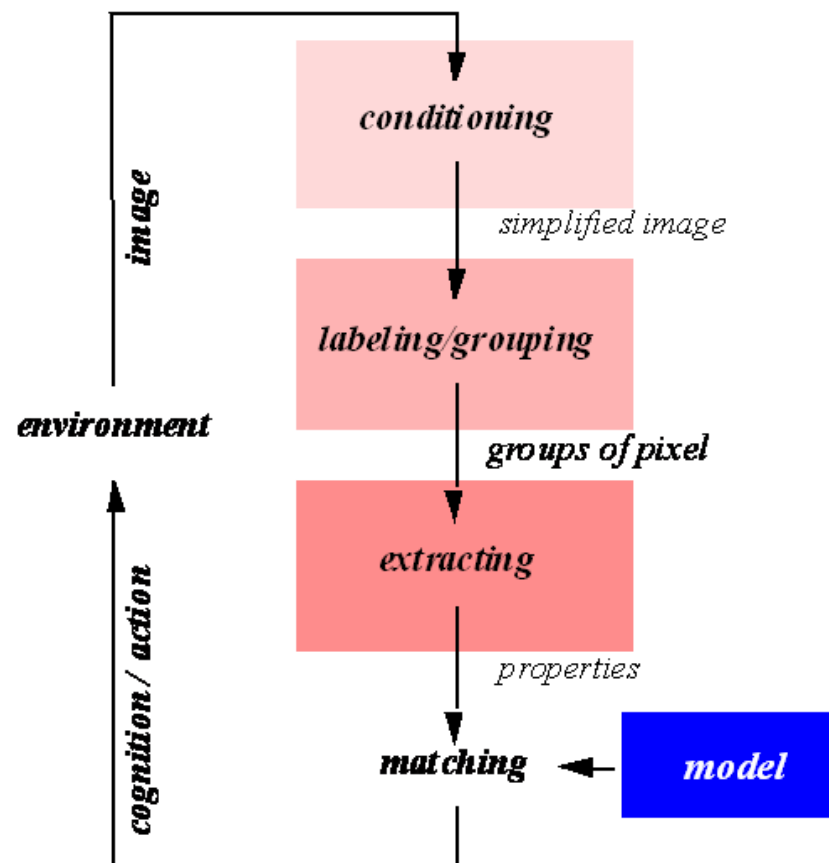 conditioning
image
simplified image
labeling/grouping
environment
groups of pixel
extracting
cognition/ action
properties
matching
model